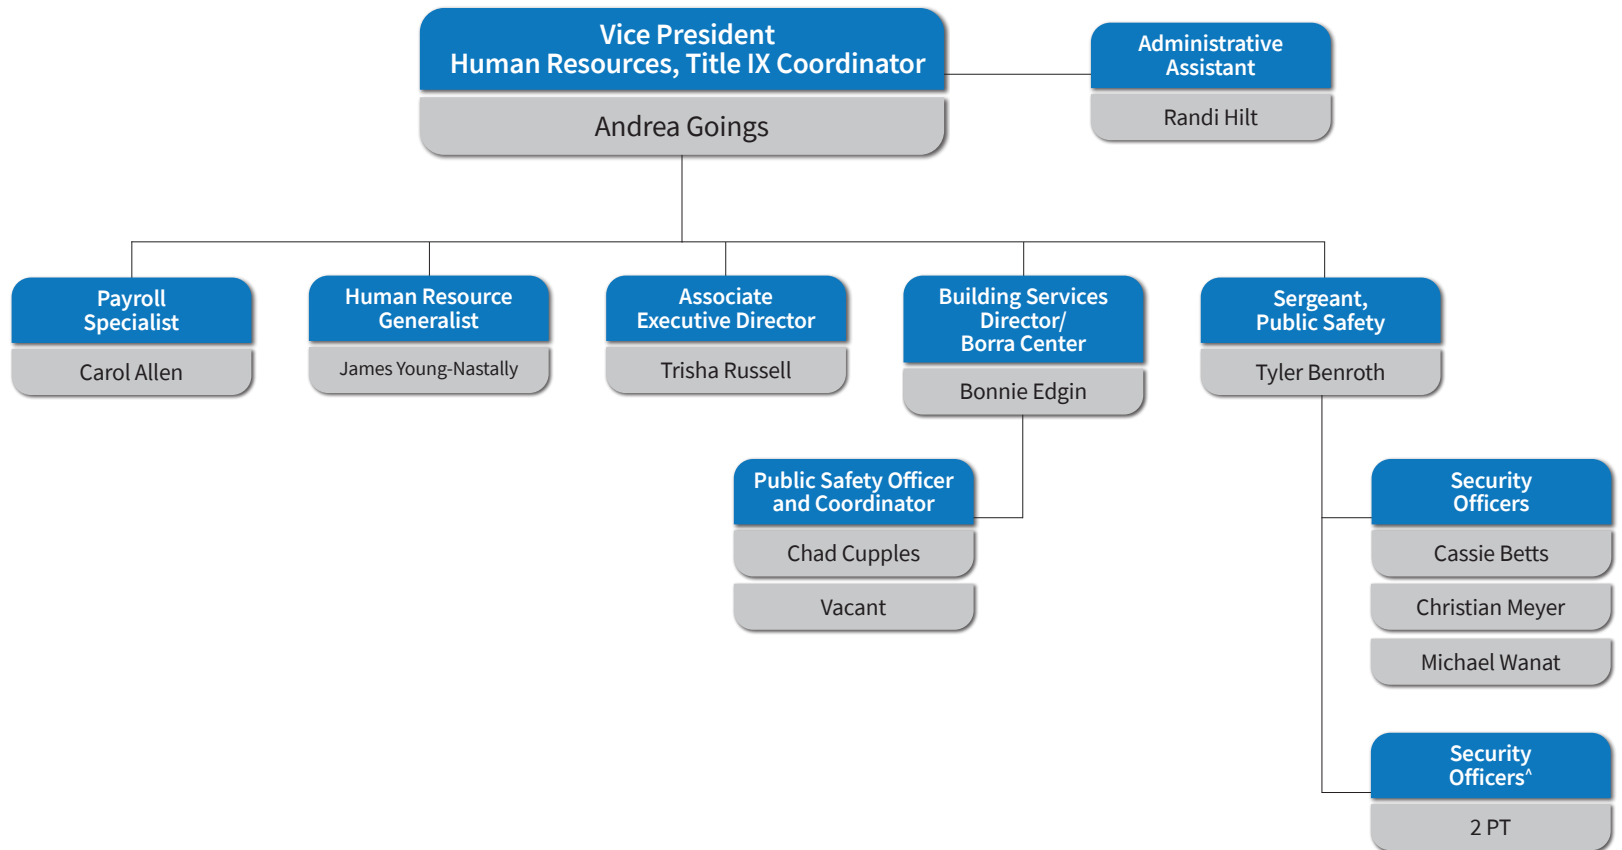 Vice President
Human Resources, Title IX Coordinator
Andrea Goings
Administrative
Assistant
Randi Hilt
Payroll
Specialist
Carol Allen
Human Resource
Generalist
James Young-Nastally
Associate
Executive Director
Trisha Russell
Building Services
Director/
Borra Center
Bonnie Edgin
Sergeant,
Public Safety
Tyler Benroth
Public Safety Officer
and Coordinator
Chad Cupples
Vacant
Security
Officers
Cassie Betts
Christian Meyer
Michael Wanat
Security
Officers^
2 PT